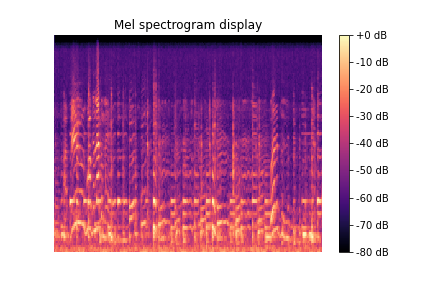 Mel spectrogram display
+0 dB
-10 dB
-20 dB
-30 dB
-40 dB
-50 dB
-60 dB
-70 dB
-80 dB